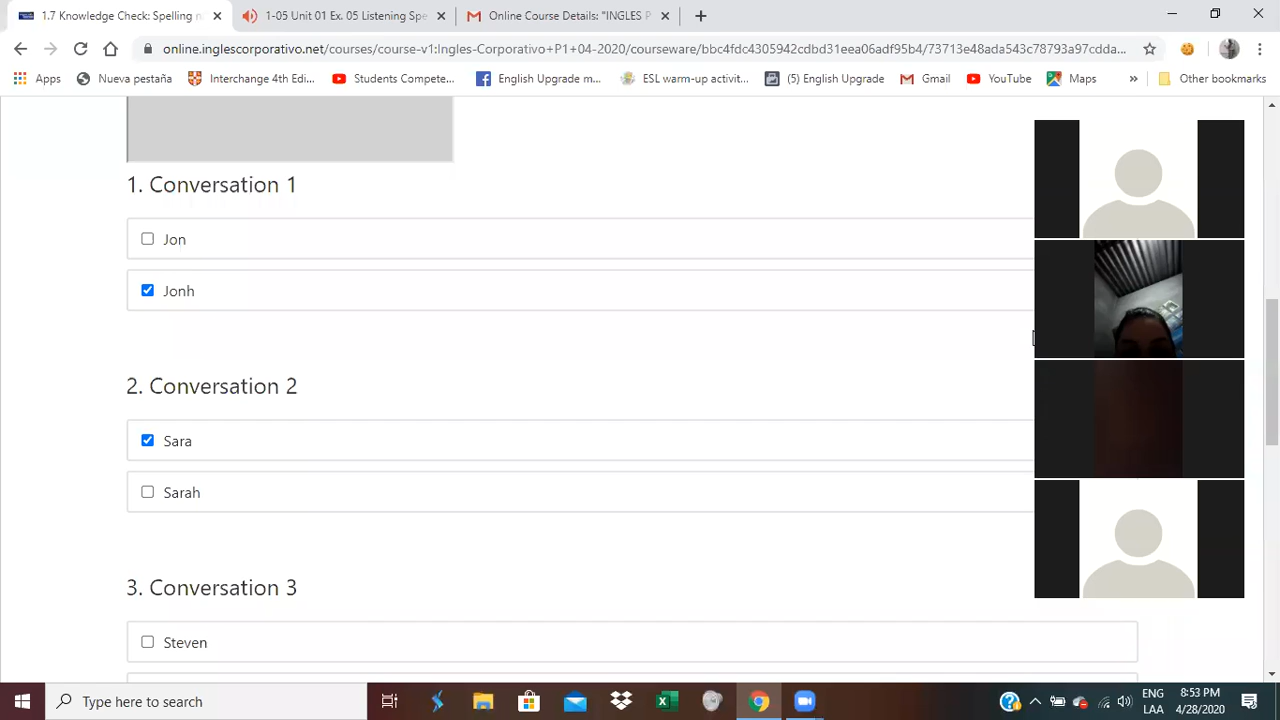 1.7 Knowledge Check: Spelling n
1-05 Unit 01 Ex. 05 Listening Spe
Online Course Details: "INGLES P
online.inglescorporativo.net/courses/course-v1:Ingles-Corporativo+P1+04-2020/courseware/bbc4fdc4305942cdbd31eea06adf95b4/73713e48ada543c78793a97cdda...
Apps
Nueva pestaña
Interchange 4th Edi...
Students Compete...
English Upgrade m...
ESL warm-up activit...
(5) English Upgrade
Gmail
YouTube
Maps
»
Other bookmarks
1. Conversation 1
Jon
Jonh
2. Conversation 2
Sara
Sarah
3. Conversation 3
Steven
Type here to search
ENG
LAA
8:53 PM
4/28/2020